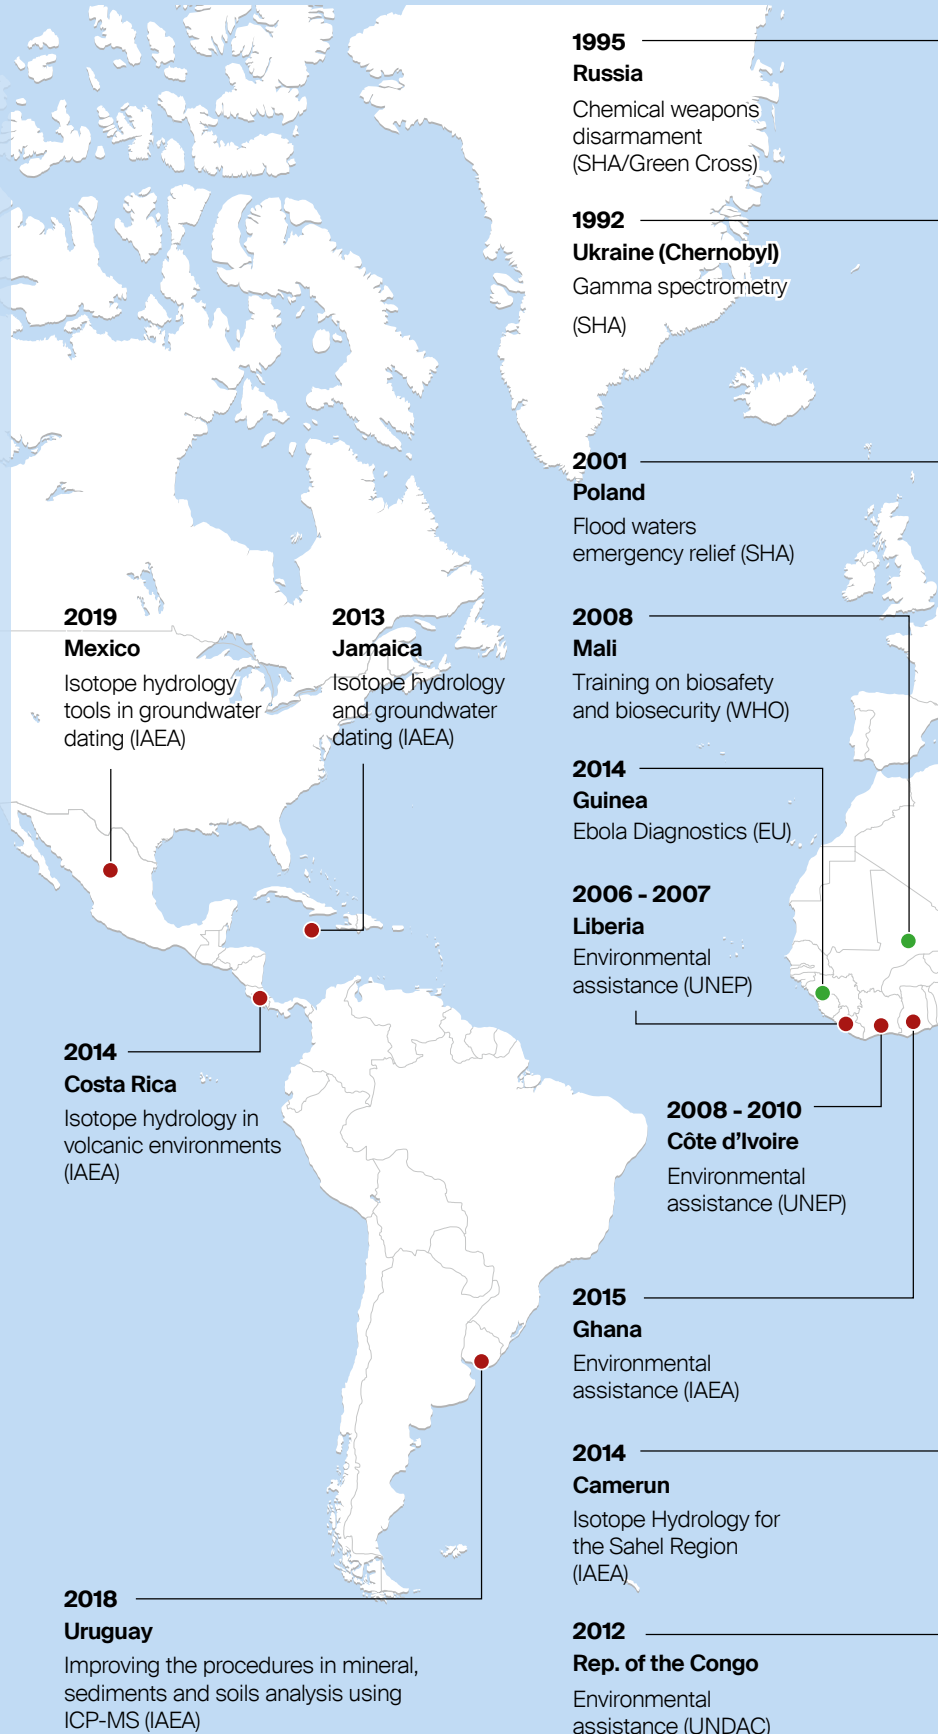 1995
Russia
Chemical weapons
disarmament
(SHA/Green Cross)
1992
Ukraine (Chernobyl)
Gamma spectrometry
(SHA)
2001
Poland
Flood waters
emergency relief (SHA)
2019
Mexico
Isotope hydrology
tools in groundwater
dating (IAEA)
2013
Jamaica
Isotope hydrology
and groundwater
dating (IAEA)
2008
Mali
Training on biosafety
and biosecurity (WHO)
2014
Guinea
Ebola Diagnostics (EU)
2006 - 2007
Liberia
Environmental
assistance (UNEP)
2014
Costa Rica
Isotope hydrology in
volcanic environments
(IAEA)
2008 - 2010
Côte d’Ivoire
Environmental
assistance (UNEP)
2015
Ghana
Environmental
assistance (IAEA)
2014
Camerun
Isotope Hydrology for
the Sahel Region
(IAEA)
2018
Uruguay
Improving the procedures in mineral,
sediments and soils analysis using
ICP-MS (IAEA)
2012
Rep. of the Congo
Environmental
assistance (UNDAC)